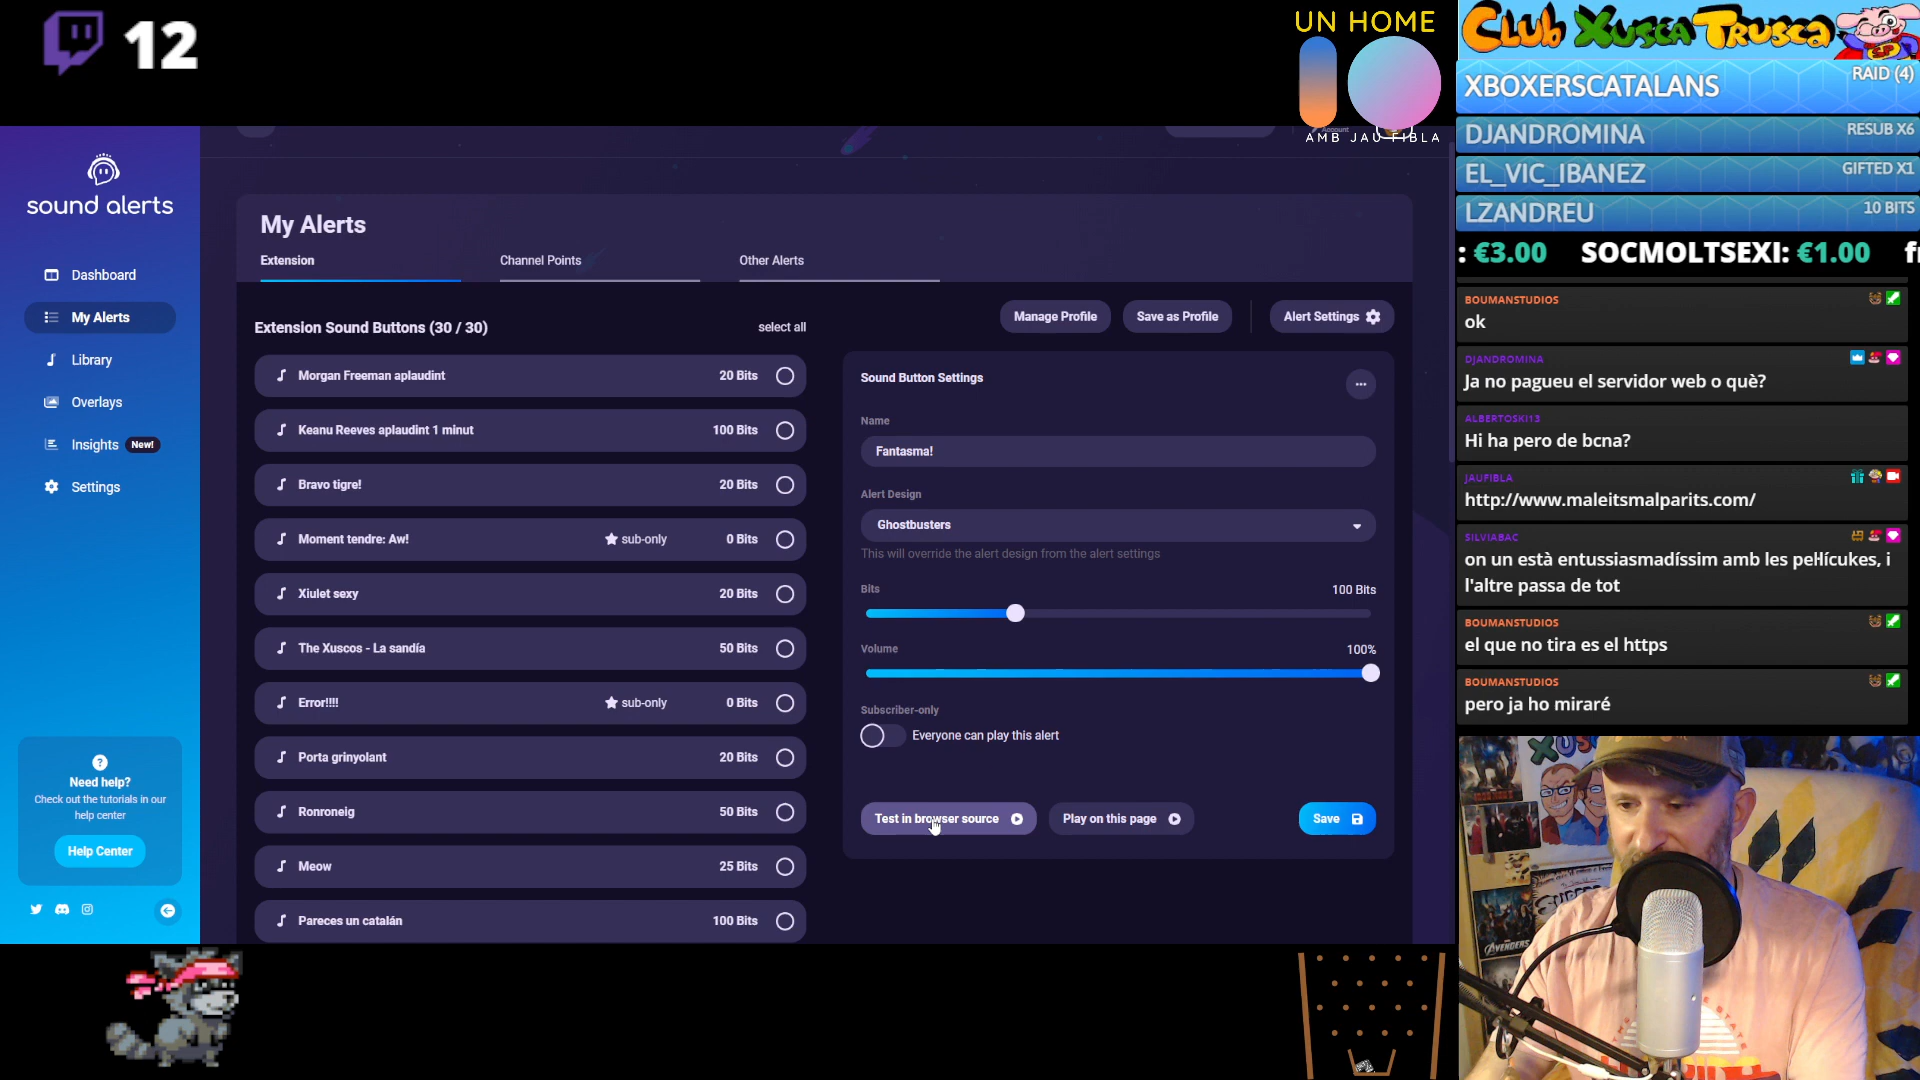 12
UN HOME
AMB JAU FIBLA
Club Xusca Trusca
SP
XBOXERSCATALANS
RAID (4)
DJANDROMINA
RESUB X6
EL_VIC_IBANEZ
GIFTED X1
LZANDREU
10 BITS
: €3.00 SOCMOLTSEXI: €1.00
BOUMANSTUDIOS
ok
DJANDROMINA
Ja no pagueu el servidor web o què?
ALBERTOSKI13
Hi ha pero de bcna?
JAUFIBLA
http://www.maleitsmalparits.com/
SILVIABAC
on un està entussiasmadíssim amb les pel·lícukes, i
l'altre passa de tot
BOUMANSTUDIOS
el que no tira es el https
BOUMANSTUDIOS
pero ja ho miraré
sound alerts
Dashboard
My Alerts
Library
Overlays
Insights
New!
Settings
Need help?
Check out the tutorials in our
help center
Help Center
Account
My Alerts
Extension
Channel Points
Other Alerts
Manage Profile
Save as Profile
Alert Settings
Extension Sound Buttons (30 / 30)
select all
Morgan Freeman aplaudint
20 Bits
Keanu Reeves aplaudint 1 minut
100 Bits
Bravo tigre!
20 Bits
Moment tendre: Aw!
sub-only
0 Bits
Xiulet sexy
20 Bits
The Xuscos - La sandía
50 Bits
Error!!!!
sub-only
0 Bits
Porta grinyolant
20 Bits
Ronroneig
50 Bits
Meow
25 Bits
Pareces un catalán
100 Bits
Sound Button Settings
Name
Fantasma!
Alert Design
Ghostbusters
This will override the alert design from the alert settings
Bits
100 Bits
Volume
100%
Subscriber-only
Everyone can play this alert
Test in browser source
Play on this page
Save
AVENGERS